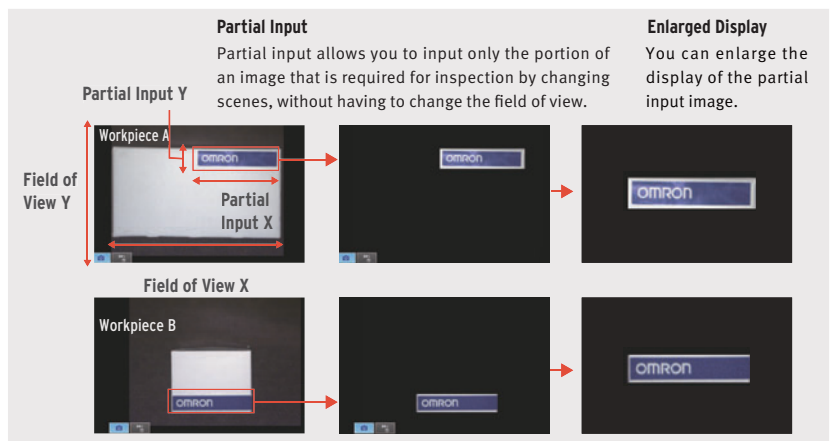 Partial Input
Partial input allows you to input only the portion of
an image that is required for inspection by changing
scenes, without having to change the field of view.
Enlarged Display
You can enlarge the
display of the partial
input image.
Partial Input Y
Field of
View Y
Workpiece A
OMRON
Partial
Input X
OMRON
OMRON
Field of View X
Workpiece B
OMRON
OMRON
OMRON